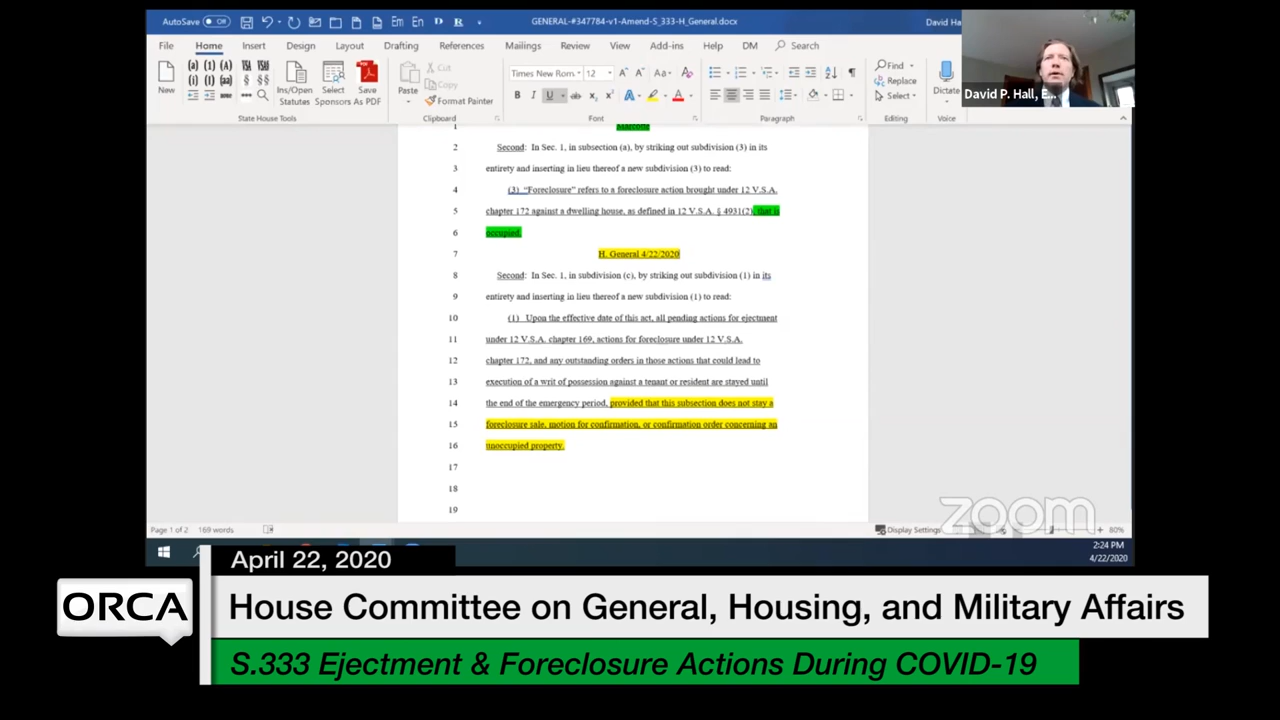 AutoSave Off GENERAL-#347784-v1-Amend-S_333-H_General.docx David Ha
File Home Insert Design Layout Drafting References Mailings Review View Add-ins Help DM Search
New Ins/Open Statutes Select Sponsors Save As PDF Paste Cut Copy Format Painter Times New Rom 12 Find Replace Select Dictate
State House Tools Clipboard Font Paragraph Editing Voice
David P. Hall, E...
1 Marcotte
2 Second: In Sec. 1, in subsection (a), by striking out subdivision (3) in its
3 entirety and inserting in lieu thereof a new subdivision (3) to read:
4 (3) “Foreclosure” refers to a foreclosure action brought under 12 V.S.A.
5 chapter 172 against a dwelling house, as defined in 12 V.S.A. § 4931(2), that is
6 occupied.
7 H. General 4/22/2020
8 Second: In Sec. 1, in subdivision (c), by striking out subdivision (1) in its
9 entirety and inserting in lieu thereof a new subdivision (1) to read:
10 (1) Upon the effective date of this act, all pending actions for ejectment
11 under 12 V.S.A. chapter 169, actions for foreclosure under 12 V.S.A.
12 chapter 172, and any outstanding orders in those actions that could lead to
13 execution of a writ of possession against a tenant or resident are stayed until
14 the end of the emergency period, provided that this subsection does not stay a
15 foreclosure sale, motion for confirmation, or confirmation order concerning an
16 unoccupied property.
17
18
19
zoom
Page 1 of 2 169 words Display Settings 80%
2:24 PM
4/22/2020
April 22, 2020
ORCA House Committee on General, Housing, and Military Affairs
S.333 Ejectment & Foreclosure Actions During COVID-19